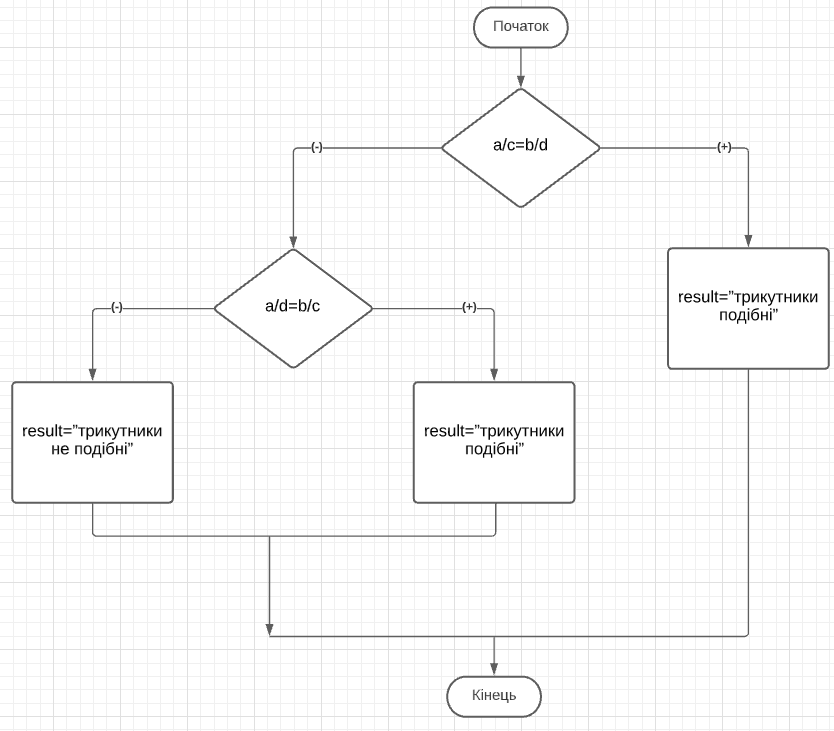 Початок
a/c=b/d
(-)
(+)
a/d=b/c
(-)
(+)
result=”трикутники
подібні”
result=”трикутники
не подібні”
result=”трикутники
подібні”
Кінець